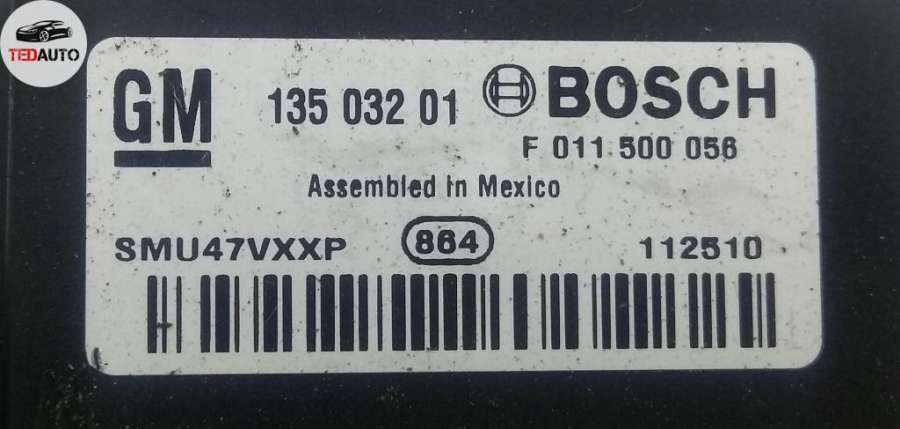 TEDAUTO
GM 135 032 01 BOSCH
F 011 500 056
Assembled in Mexico
SMU47VXXP 864 112510